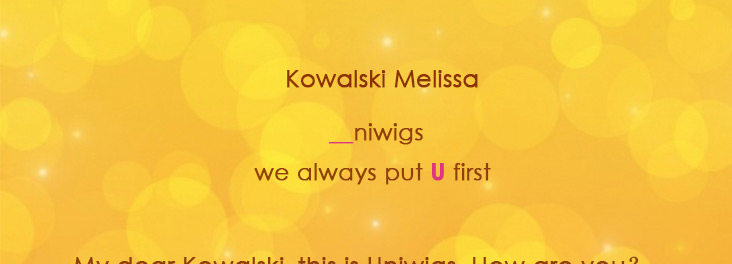 Kowalski Melissa
__niwigs
we always put U first
My dear Kowalski, this is Uniwigs. How are you?